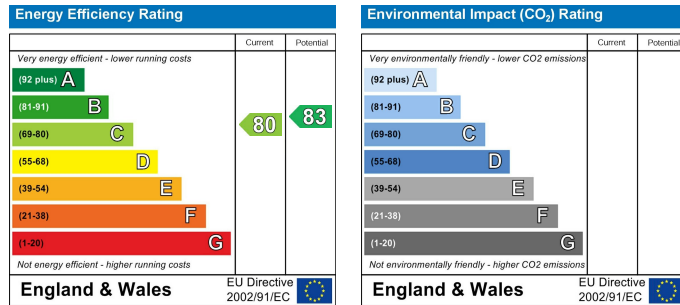 Energy Efficiency Rating
Current Potential
Very energy efficient - lower running costs
(92 plus) A
(81-91) B
(69-80) C
(55-68) D
(39-54) E
(21-38) F
(1-20) G
80
83
Not energy efficient - higher running costs
England & Wales
EU Directive
2002/91/EC
Environmental Impact (CO₂) Rating
Current Potential
Very environmentally friendly - lower CO2 emissions
(92 plus) A
(81-91) B
(69-80) C
(55-68) D
(39-54) E
(21-38) F
(1-20) G
Not environmentally friendly - higher CO2 emissions
England & Wales
EU Directive
2002/91/EC